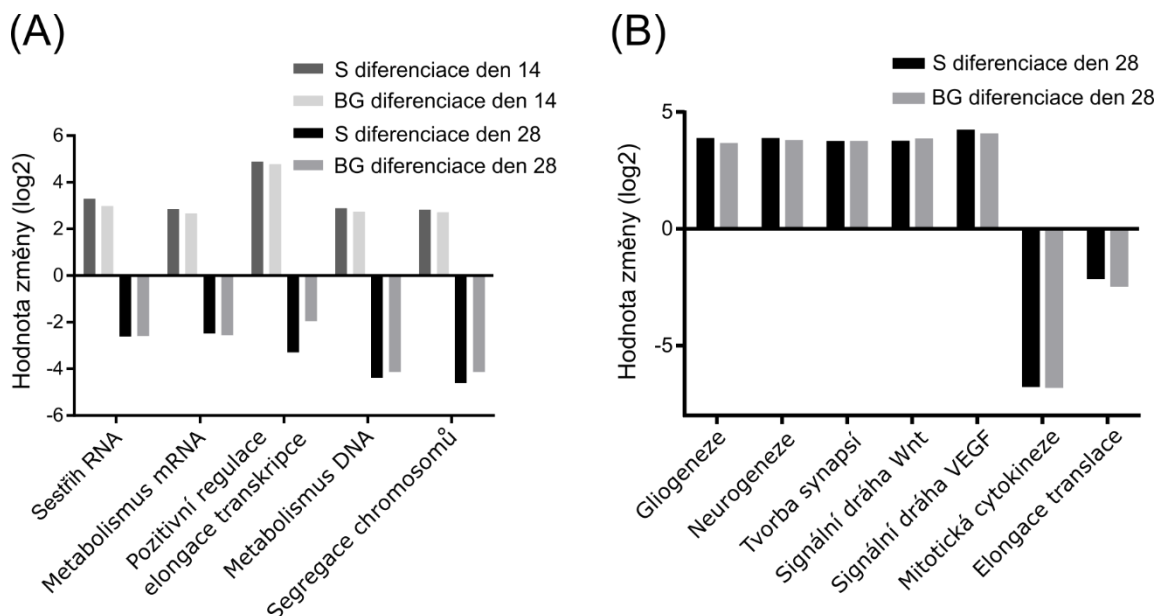 (A)
S diferenciace den 14
BG diferenciace den 14
S diferenciace den 28
BG diferenciace den 28
Hodnota změny (log2)
6
4
2
0
-2
-4
-6
Sestřih RNA
Metabolismus mRNA
Pozitivní regulace
elongace transkripce
Metabolismus DNA
Segregace chromosomů
(B)
S diferenciace den 28
BG diferenciace den 28
Hodnota změny (log2)
5
0
-5
Gliogeneze
Neurogeneze
Tvorba synapsí
Signální dráha Wnt
Signální dráha VEGF
Mitotická cytokineze
Elongace translace